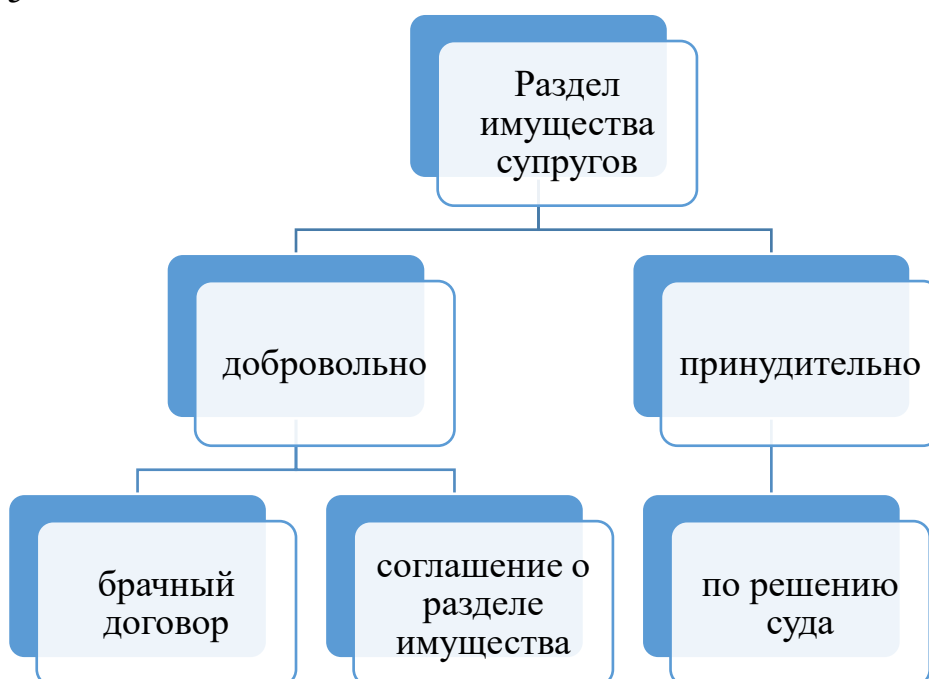 Раздел
имущества
супругов
добровольно
принудительно
брачный
договор
соглашение о
разделе
имущества
по решению
суда